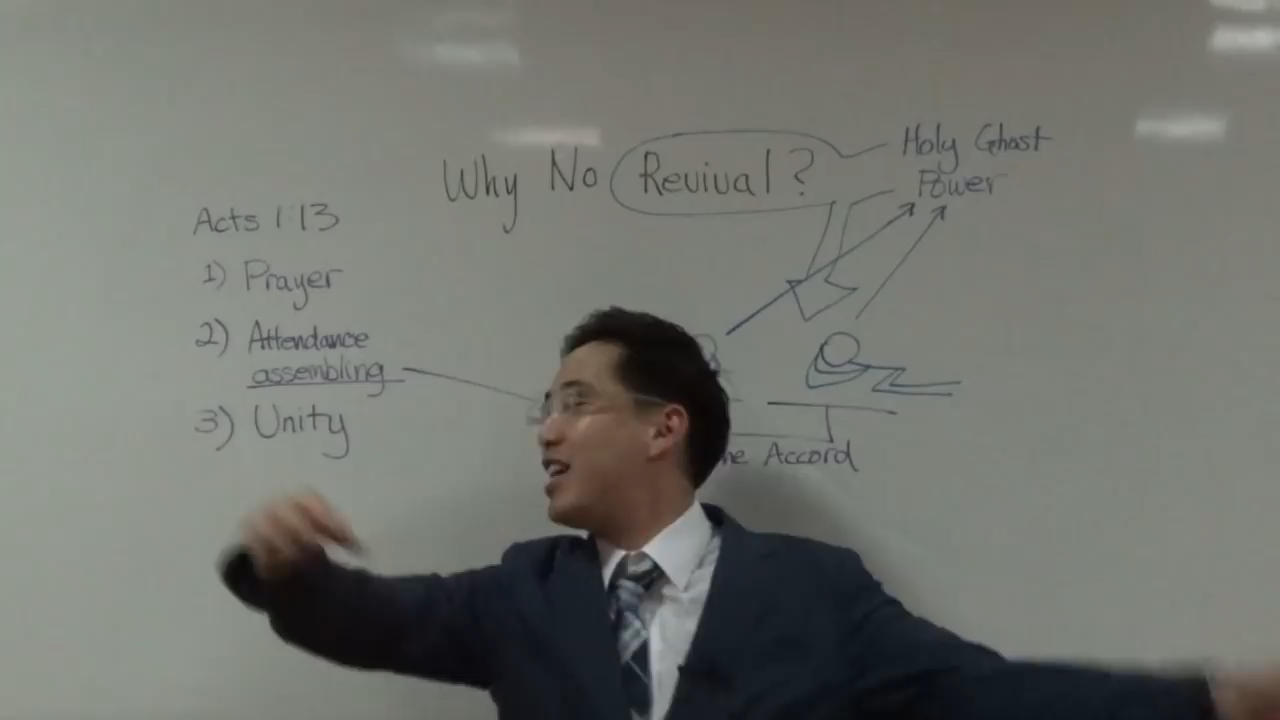 Why No Revival?
Holy Ghost
Power
Acts 1:13
1) Prayer
2) Attendance
assembling
3) Unity
Accord